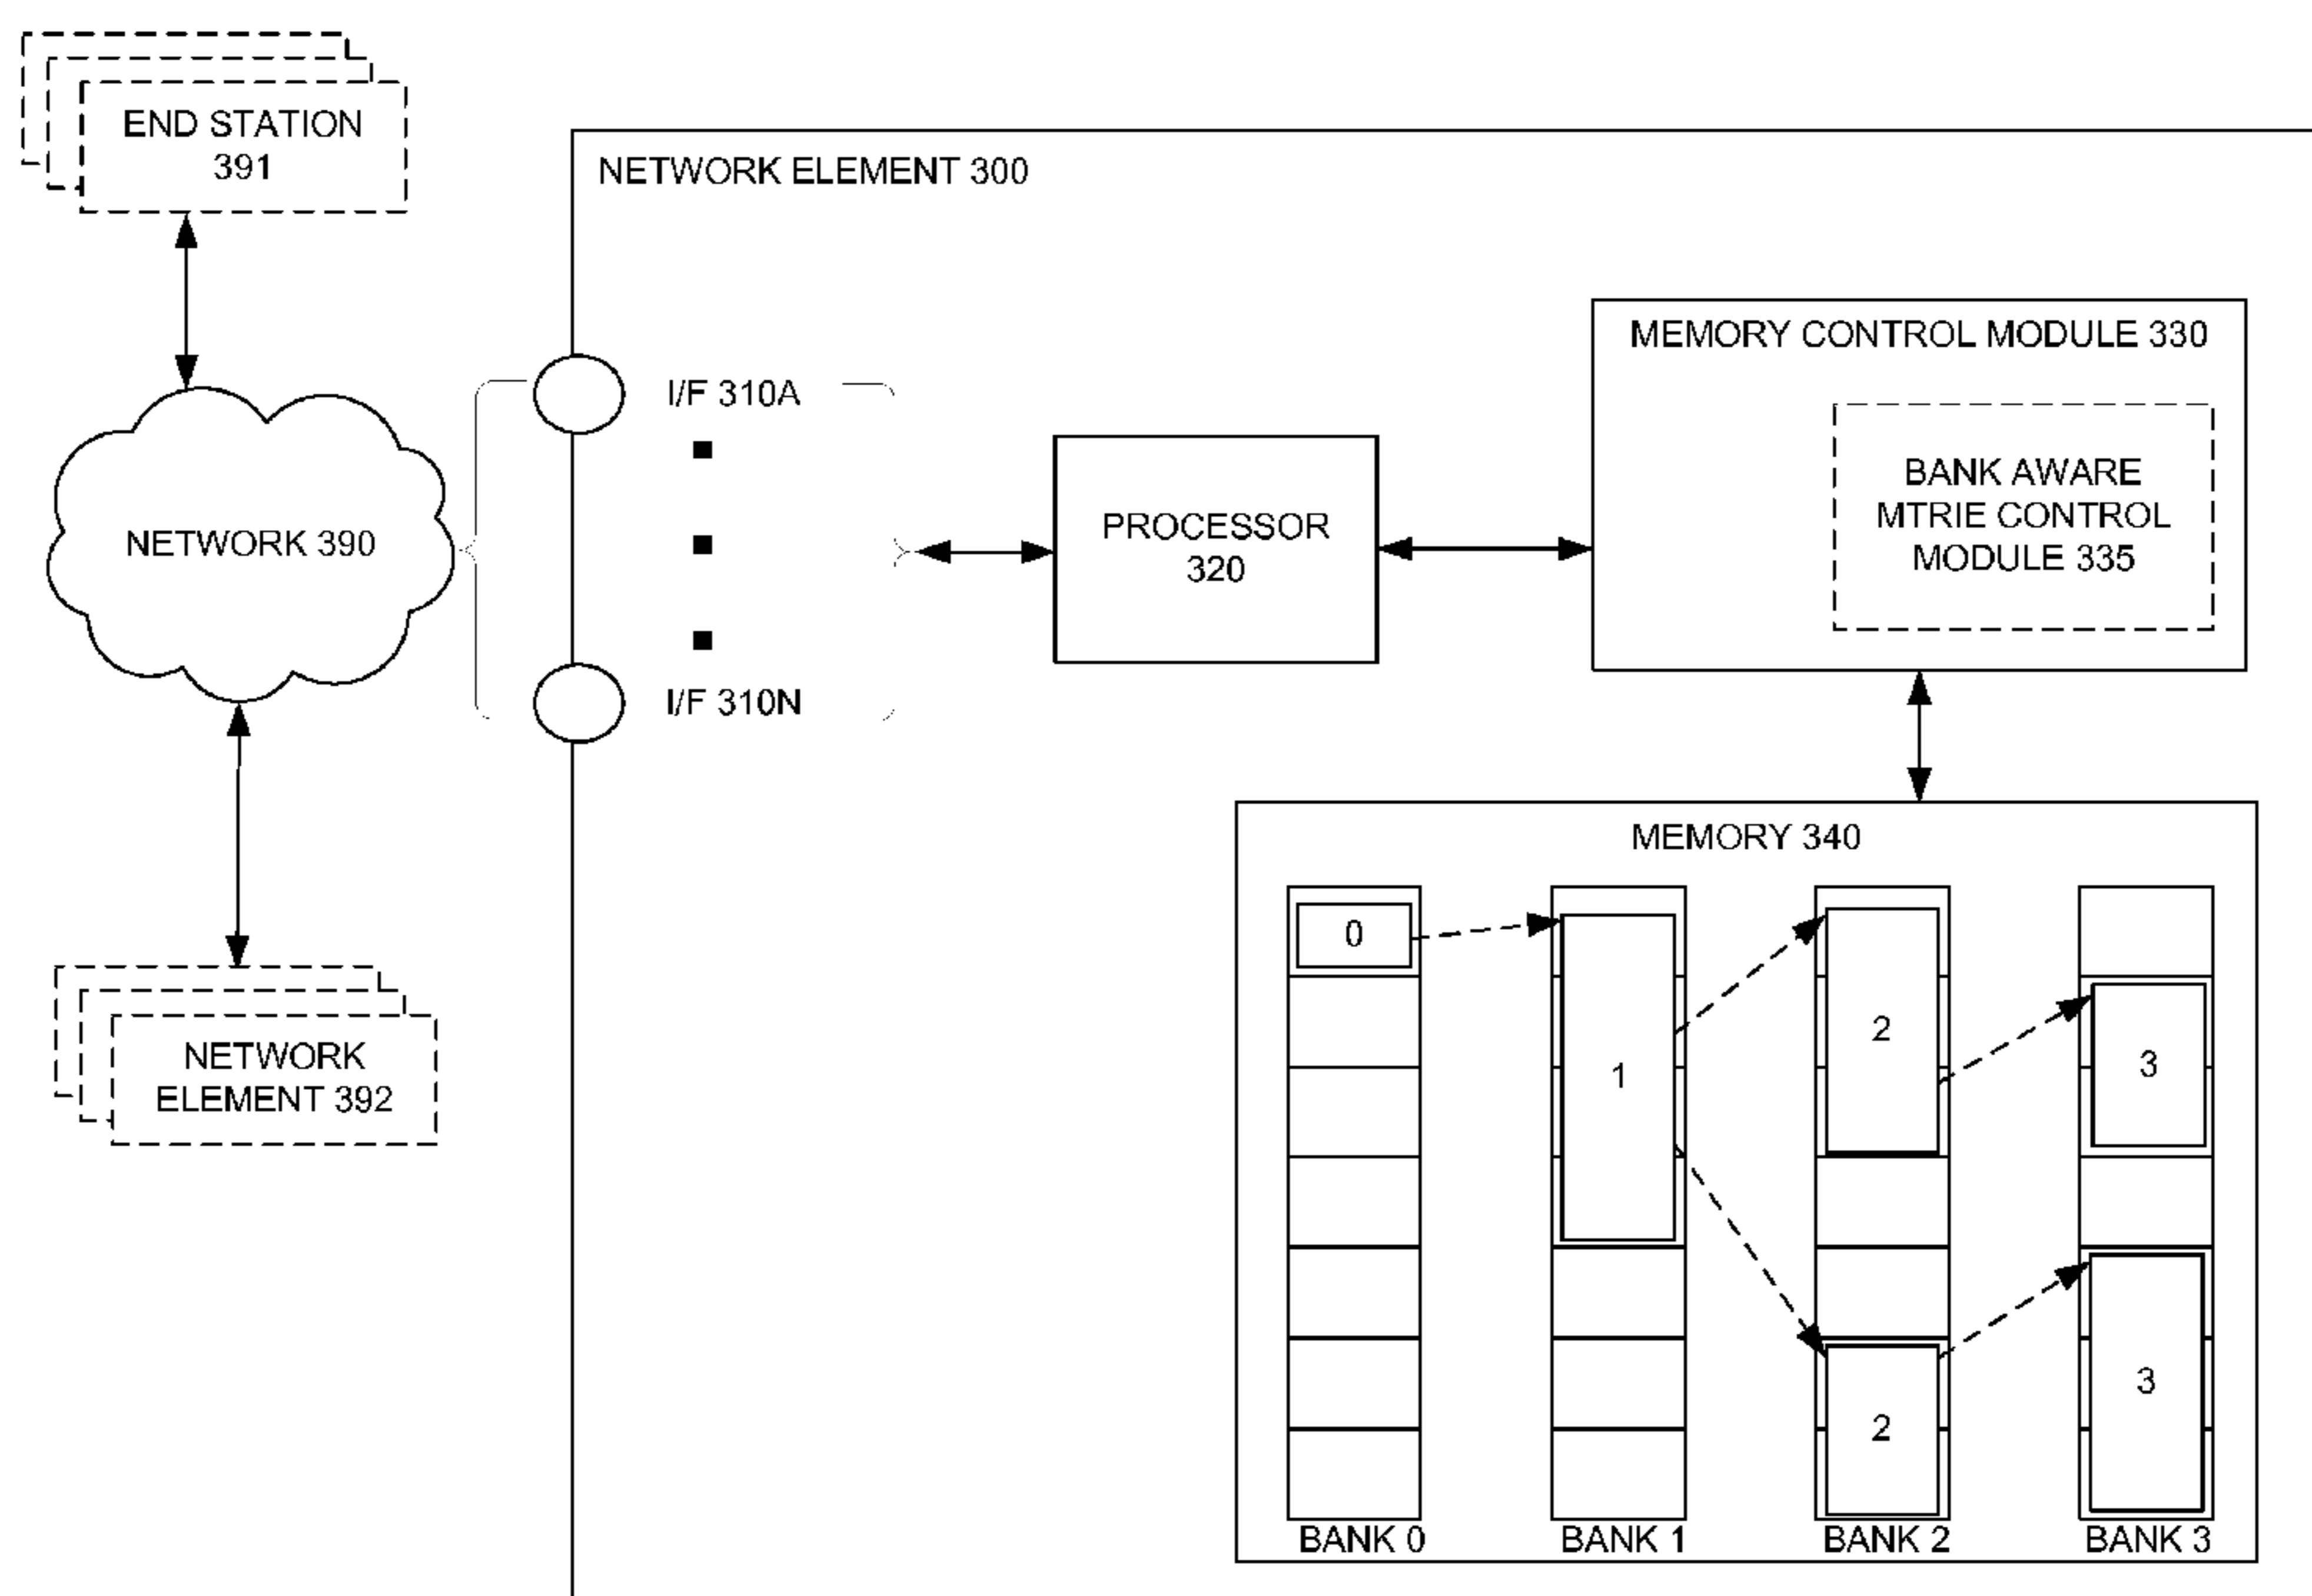 END STATION
391
NETWORK ELEMENT 300
MEMORY CONTROL MODULE 330
I/F 310A
BANK AWARE
MTRIE CONTROL
MODULE 335
NETWORK 390
PROCESSOR
320
I/F 310N
MEMORY 340
0
1
2
3
2
3
NETWORK
ELEMENT 392
BANK 0
BANK 1
BANK 2
BANK 3